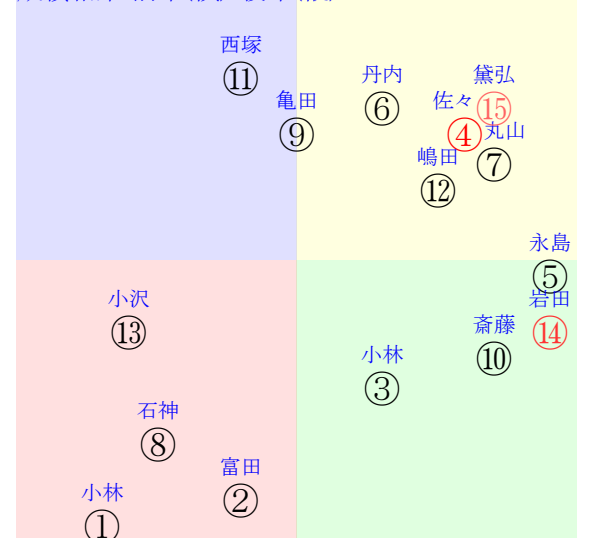 西塚
⑪
亀田
⑨
丹内
⑥
黛弘
⑮
佐々
④
丸山
⑦
嶋田
⑫
永島
⑤
岩田
⑭
小沢
⑬
斎藤
⑩
小林
③
石神
⑧
富田
②
小林
①